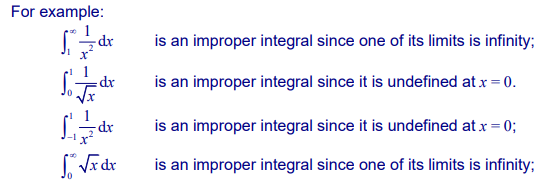 For example:
∫₁^∞ 1/x² dx is an improper integral since one of its limits is infinity;
∫₀¹ 1/√x dx is an improper integral since it is undefined at x = 0.
∫₋₁¹ 1/x² dx is an improper integral since it is undefined at x = 0;
∫₀^∞ √x dx is an improper integral since one of its limits is infinity;